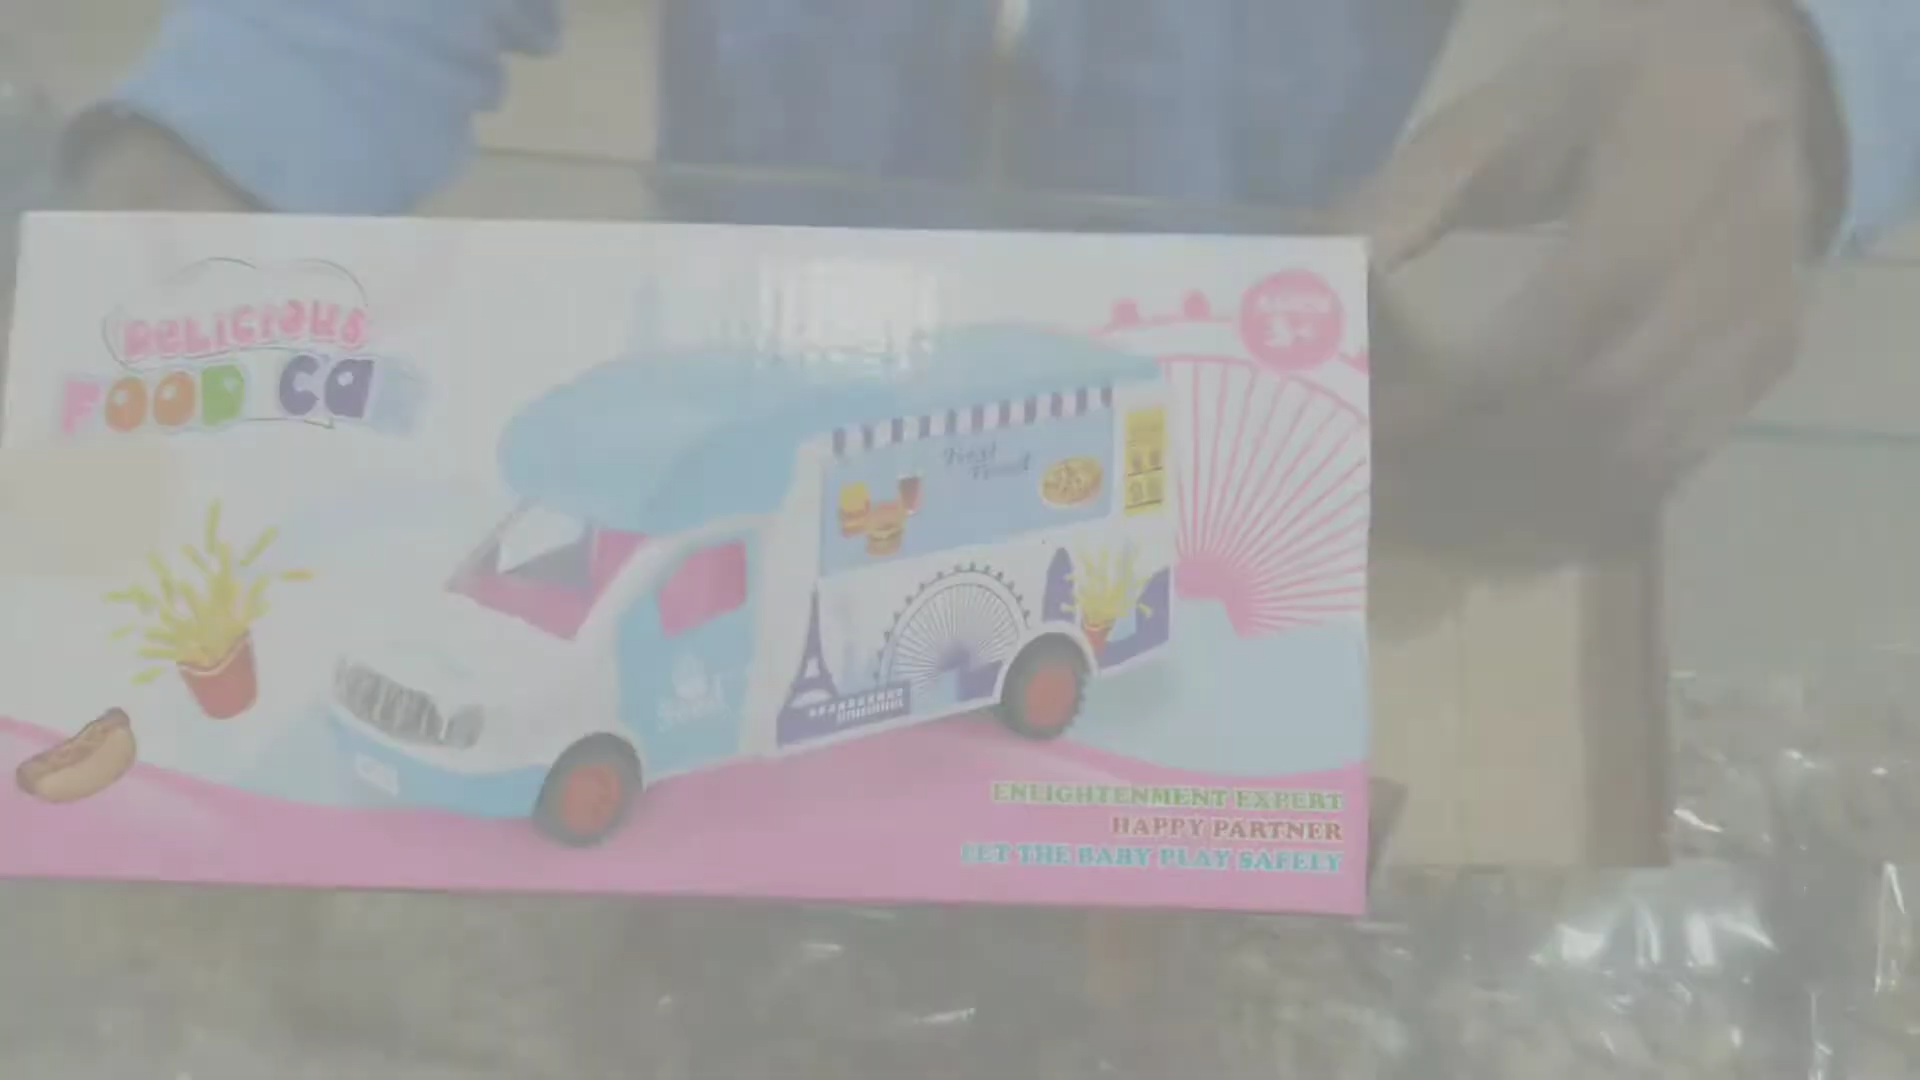 DELICIOUS
FOOD Ca
ENLIGHTENMENT EXPERT
HAPPY PARTNER
LET THE BABY PLAY SAFELY